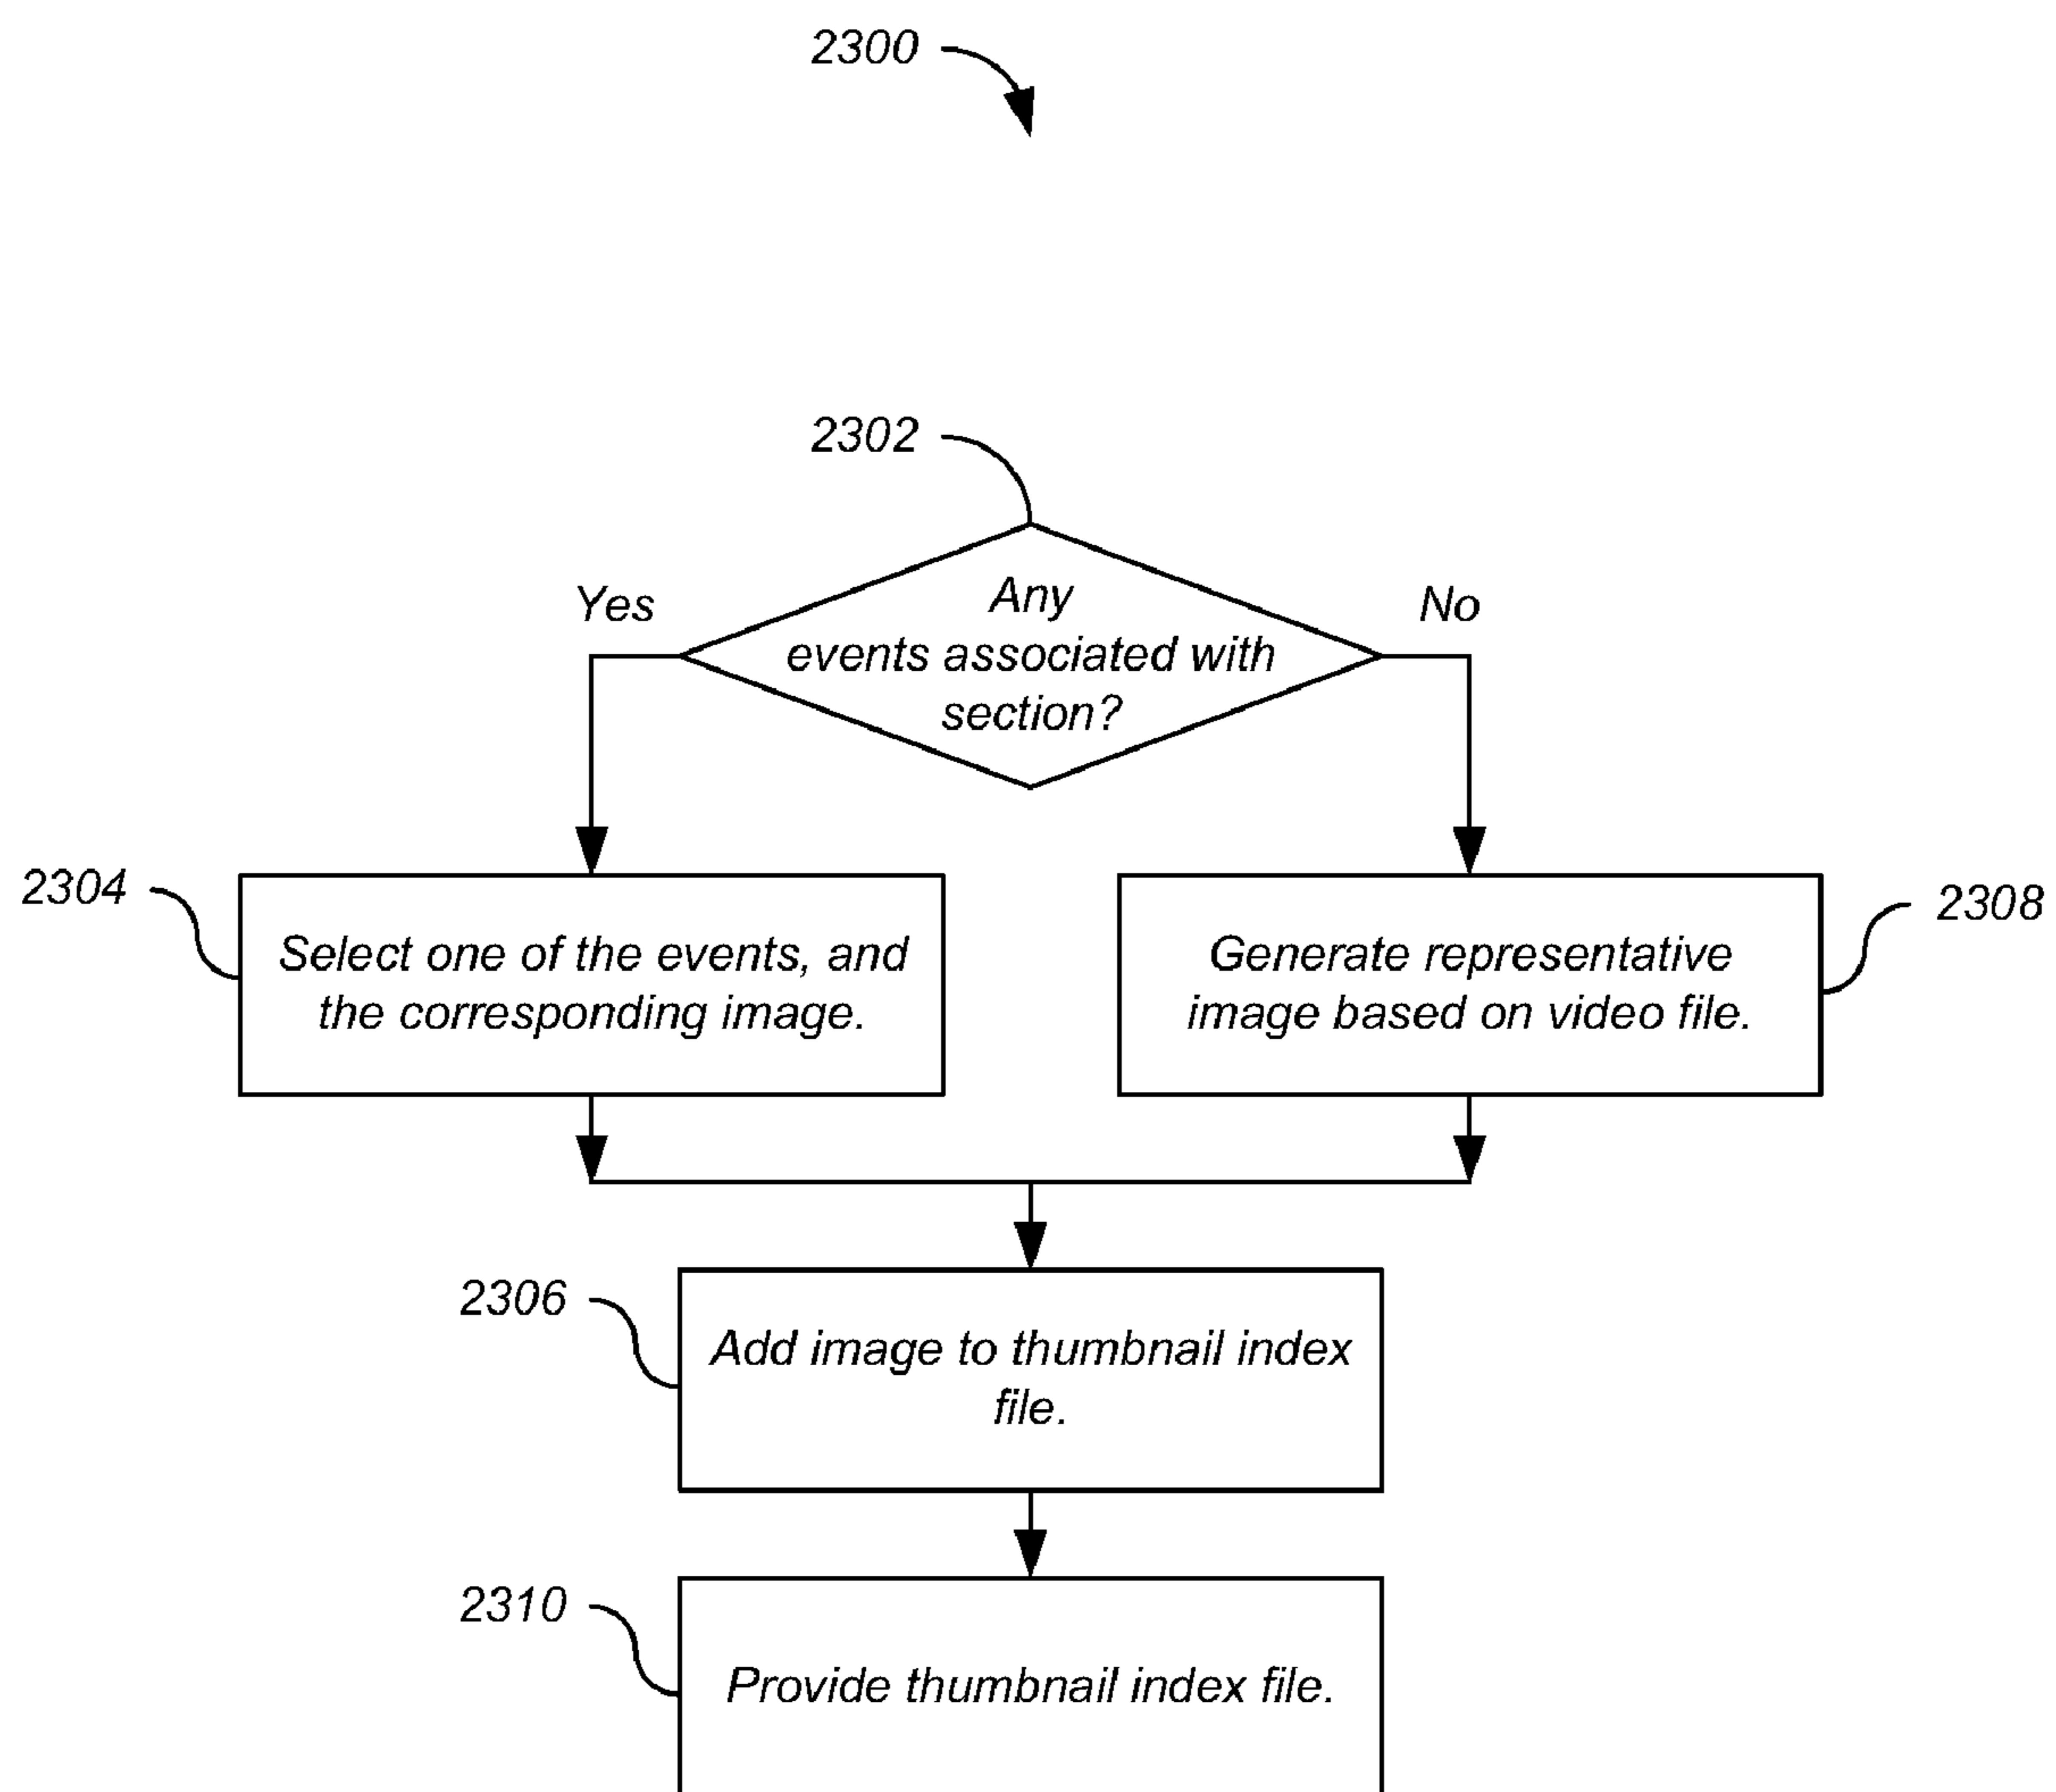 2300
2302
Yes
No
Any
events associated with
section?
2304
Select one of the events, and
the corresponding image.
2308
Generate representative
image based on video file.
2306
Add image to thumbnail index
file.
2310
Provide thumbnail index file.